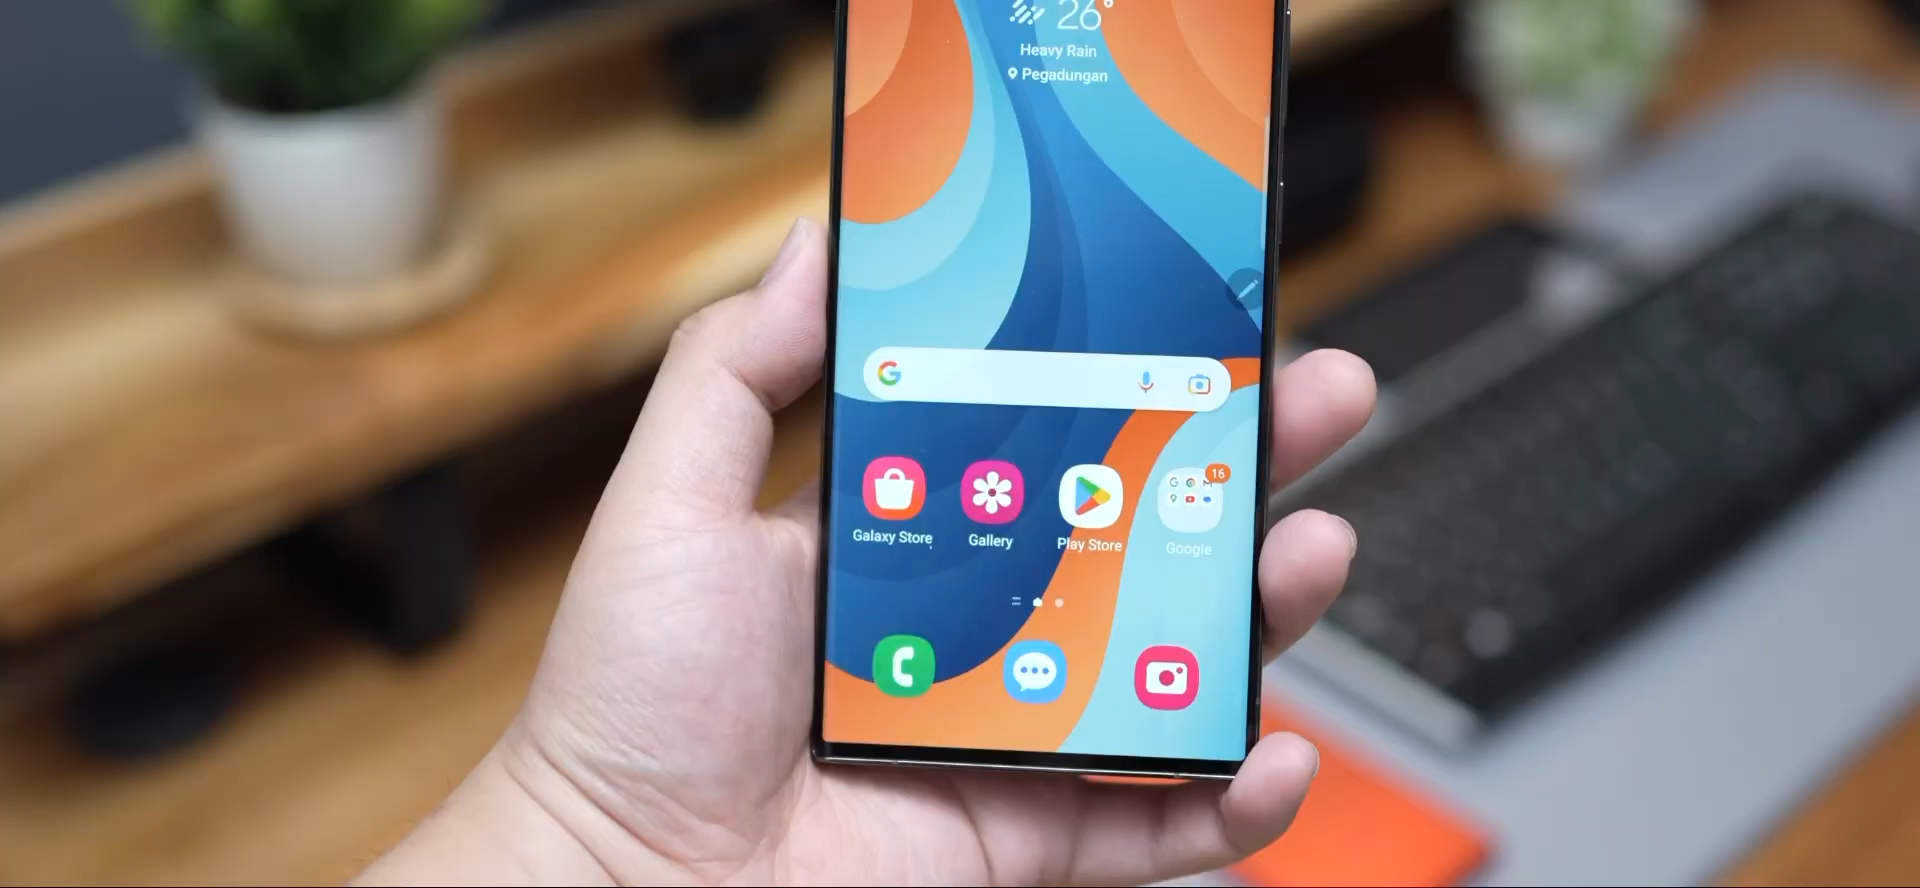 26°
Heavy Rain
Pegadungan
G
16
Galaxy Store
Gallery
Play Store
Google